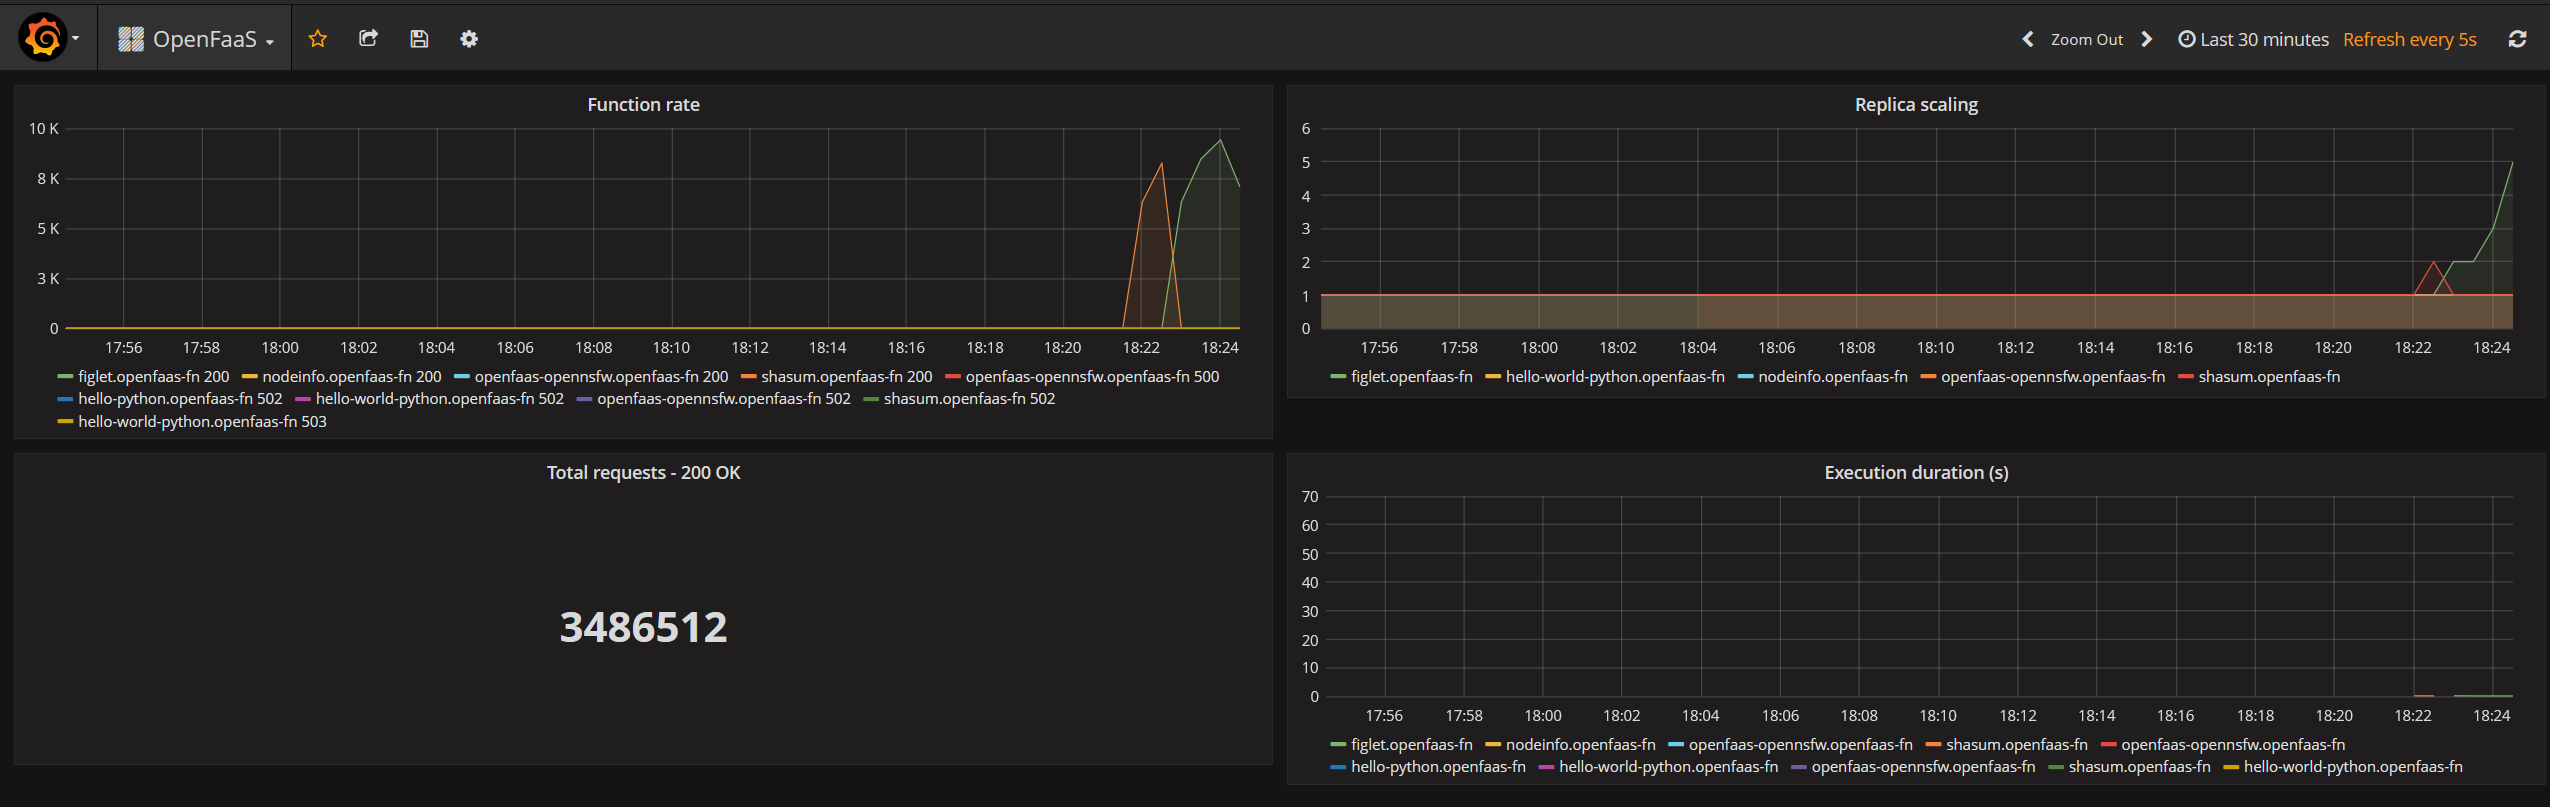 OpenFaaS Zoom Out Last 30 minutes Refresh every 5s
Function rate
10 K
8 K
5 K
3 K
0
17:56 17:58 18:00 18:02 18:04 18:06 18:08 18:10 18:12 18:14 18:16 18:18 18:20 18:22 18:24
figlet.openfaas-fn 200 nodeinfo.openfaas-fn 200 openfaas-opennsfw.openfaas-fn 200 shasum.openfaas-fn 200 openfaas-opennsfw.openfaas-fn 500
hello-python.openfaas-fn 502 hello-world-python.openfaas-fn 502 openfaas-opennsfw.openfaas-fn 502 shasum.openfaas-fn 502
hello-world-python.openfaas-fn 503
Replica scaling
6
5
4
3
2
1
0
17:56 17:58 18:00 18:02 18:04 18:06 18:08 18:10 18:12 18:14 18:16 18:18 18:20 18:22 18:24
figlet.openfaas-fn hello-world-python.openfaas-fn nodeinfo.openfaas-fn openfaas-opennsfw.openfaas-fn shasum.openfaas-fn
Total requests - 200 OK
3486512
Execution duration (s)
70
60
50
40
30
20
10
0
17:56 17:58 18:00 18:02 18:04 18:06 18:08 18:10 18:12 18:14 18:16 18:18 18:20 18:22 18:24
figlet.openfaas-fn nodeinfo.openfaas-fn openfaas-opennsfw.openfaas-fn shasum.openfaas-fn openfaas-opennsfw.openfaas-fn
hello-python.openfaas-fn hello-world-python.openfaas-fn openfaas-opennsfw.openfaas-fn shasum.openfaas-fn hello-world-python.openfaas-fn